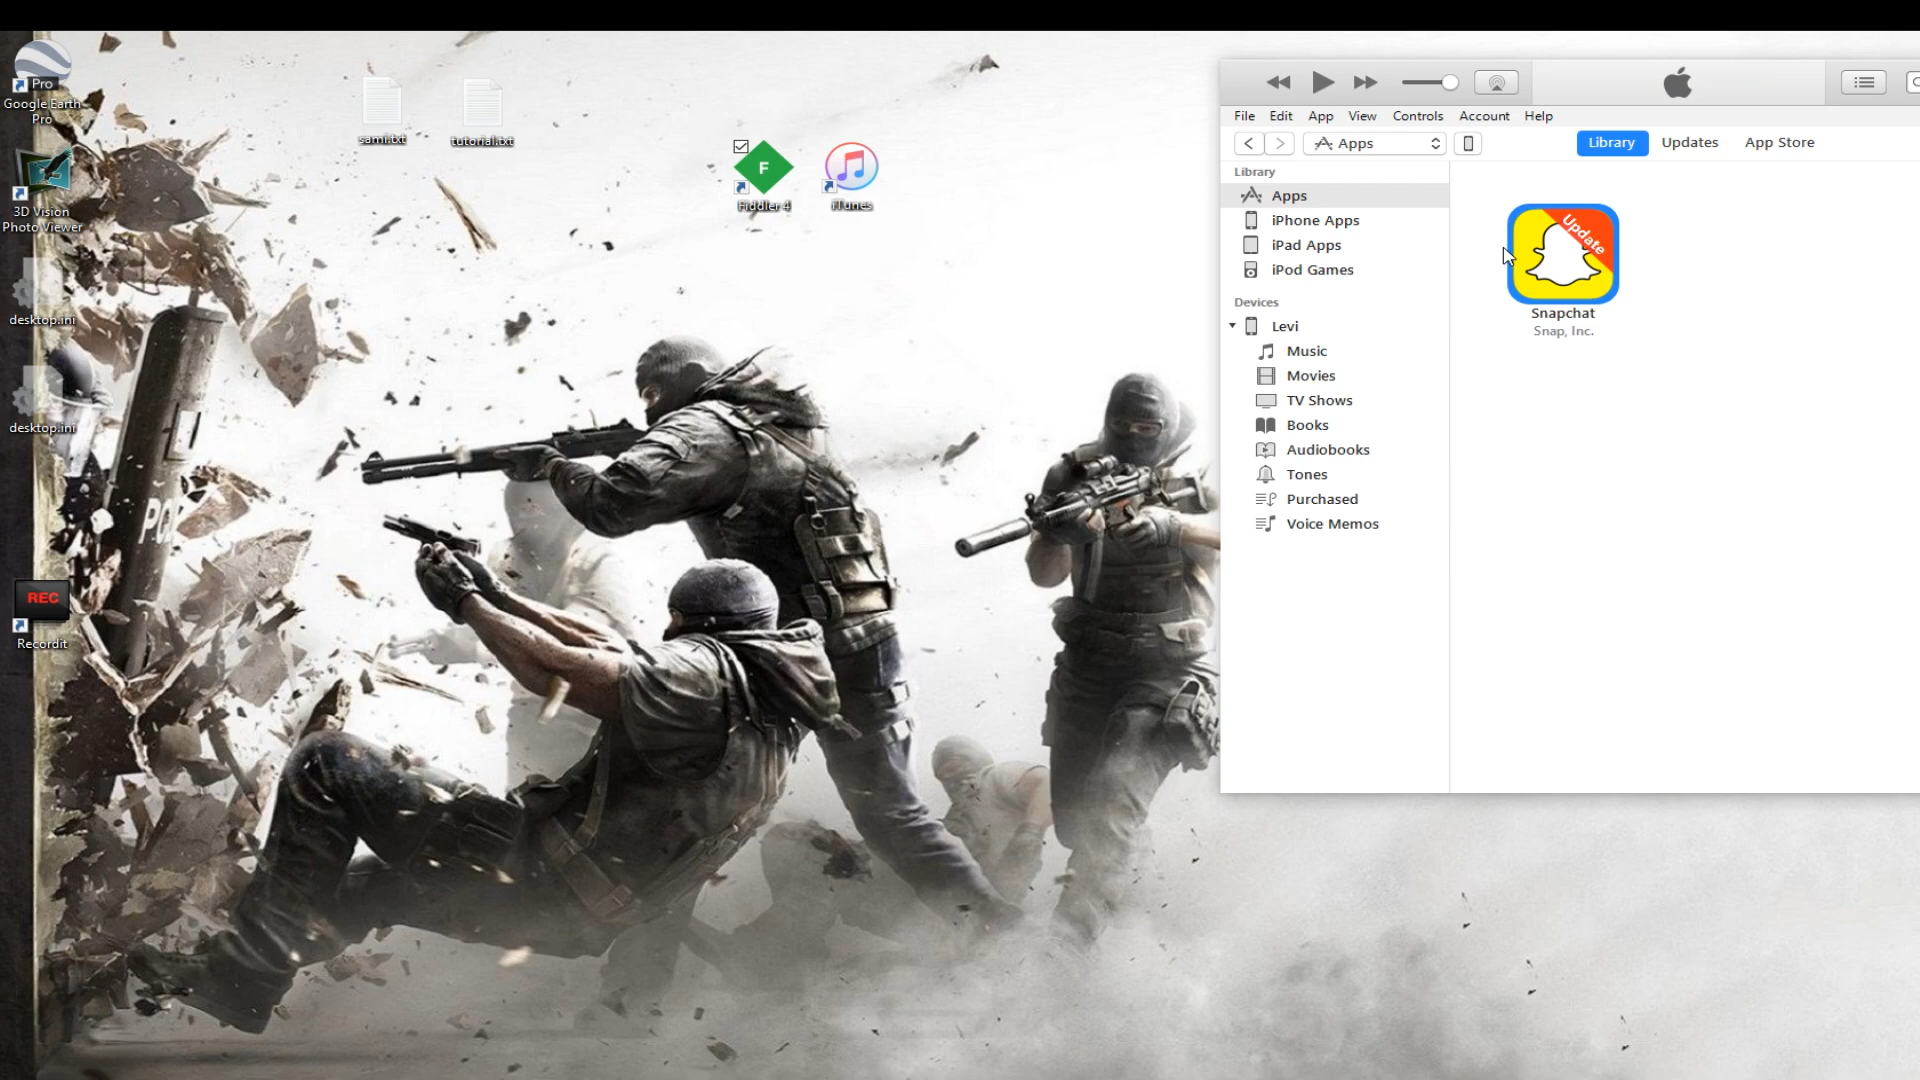 Pro
Google Earth
Pro
3D Vision
Photo Viewer
desktop.ini
desktop.ini
REC
Recordit
sami.txt
tutorial.txt
F
Fiddler 4
iTunes
File Edit App View Controls Account Help
Apps
Library Updates App Store
Library
Apps
iPhone Apps
iPad Apps
iPod Games
Devices
Levi
Music
Movies
TV Shows
Books
Audiobooks
Tones
Purchased
Voice Memos
Update
Snapchat
Snap, Inc.